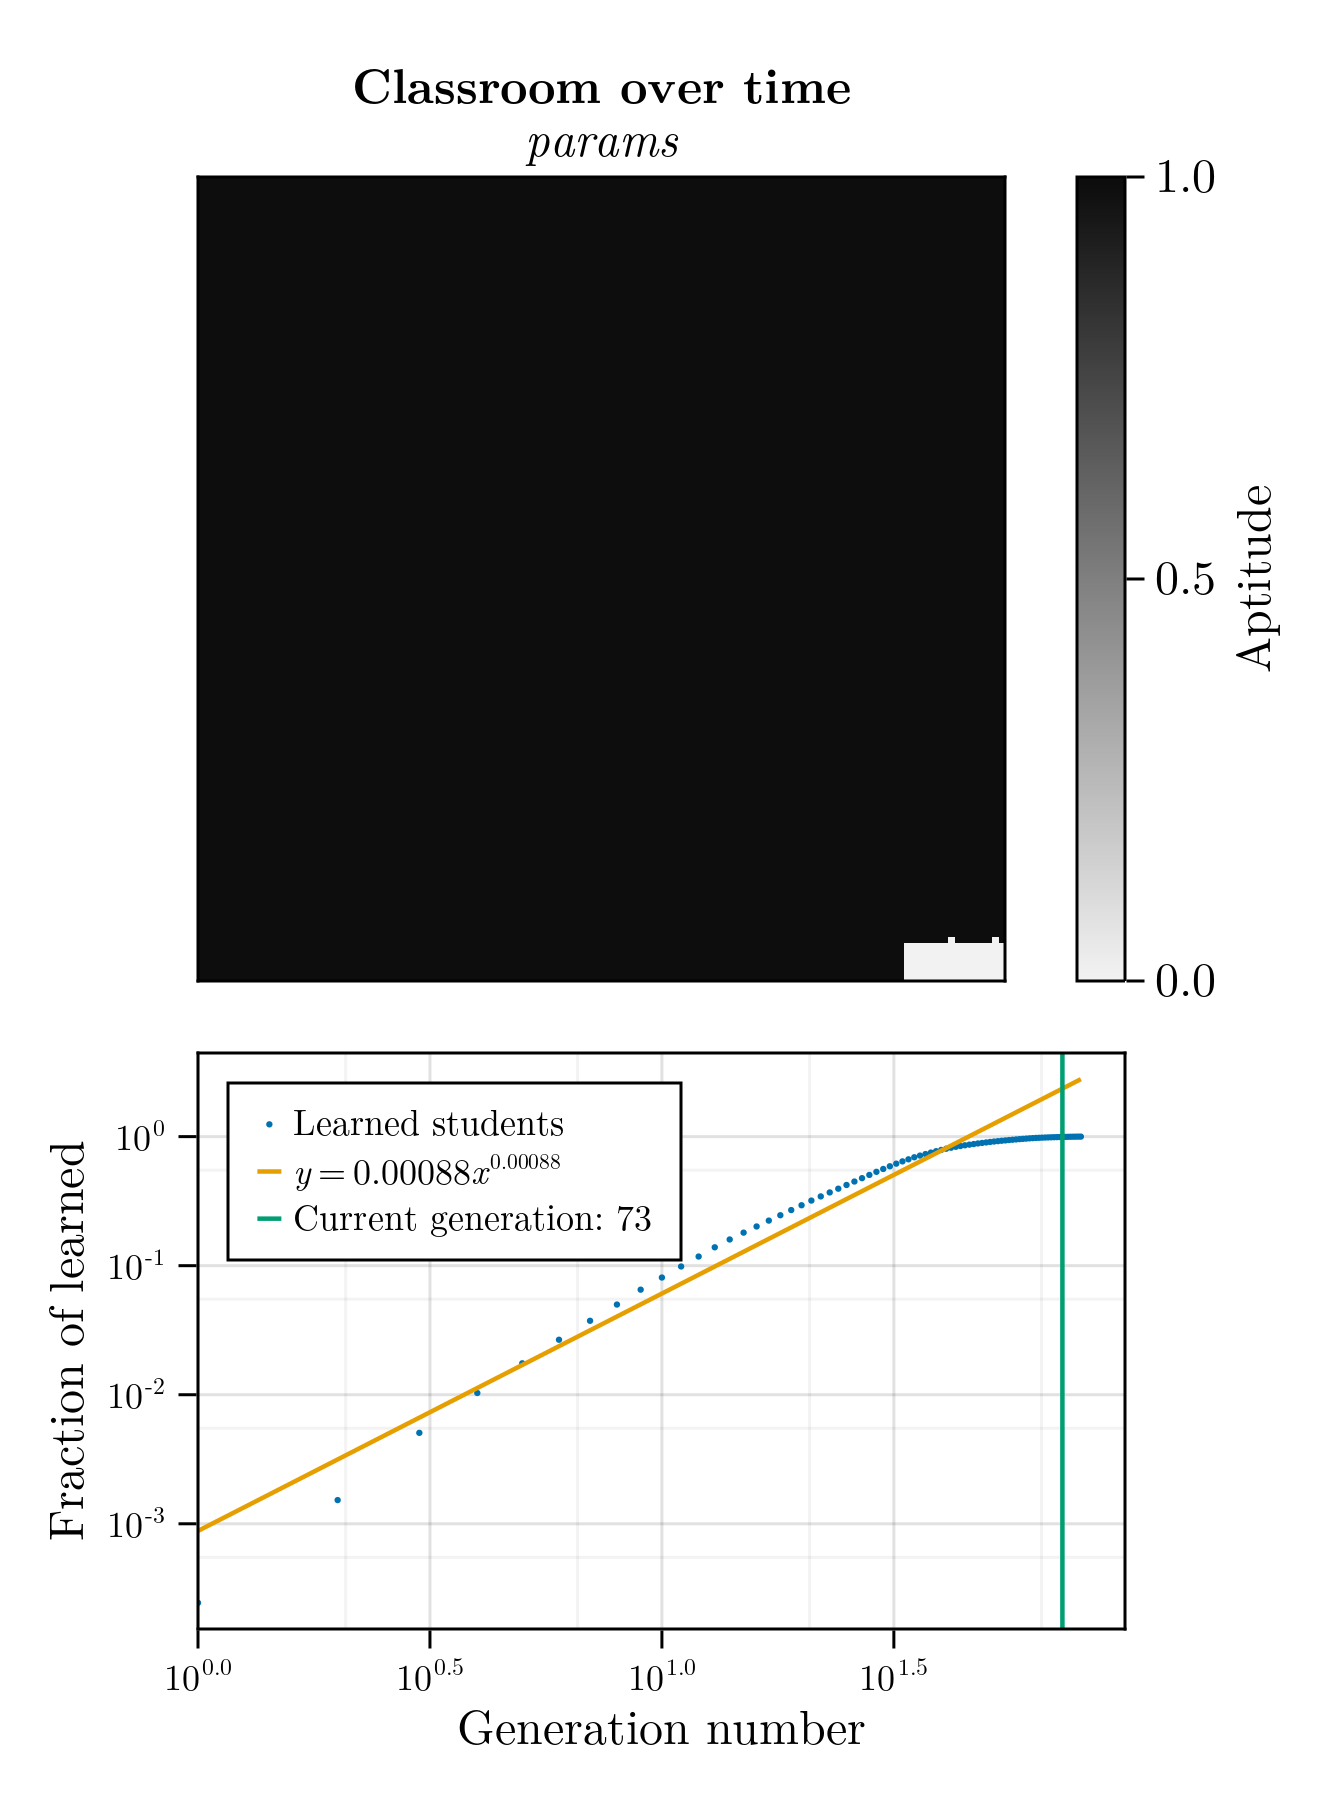 Classroom over time
params
1.0
0.5
0.0
Aptitude
Learned students
y = 0.00088x^0.00088
Current generation: 73
Fraction of learned
10^0
10^-1
10^-2
10^-3
10^0.0 10^0.5 10^1.0 10^1.5
Generation number